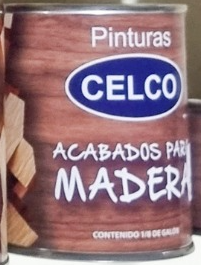 Pinturas
CELCO
ACABADOS PARA
MADERA
CONTENIDO 1/8 DE GALON